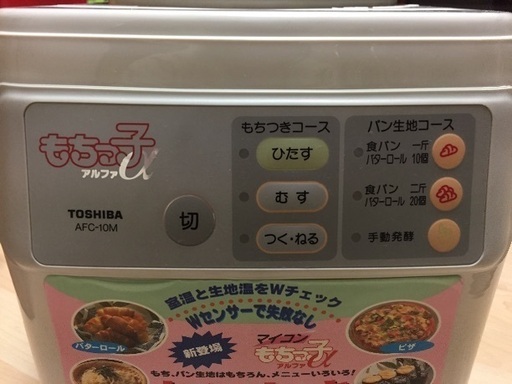 もちっ子
アルファ α
TOSHIBA
AFC-10M
切
もちつきコース
ひたす
むす
つく・ねる
パン生地コース
食パン 一斤
バターロール 10個
食パン 二斤
バターロール 20個
手動発酵
室温と生地温をWチェック
Wセンサーで失敗なし
バターロール
新登場
マイコン
もちっ子
アルファ α
ピザ
もち、パン生地はもちろん、メニューいろいろ!